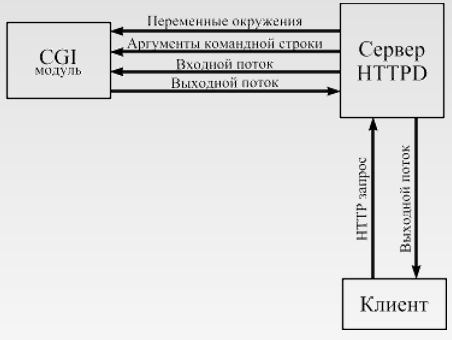 Переменные окружения
Аргументы командной строки
Входной поток
Выходной поток
CGI
модуль
Сервер
HTTPD
HTTP запрос
Выходной поток
Клиент